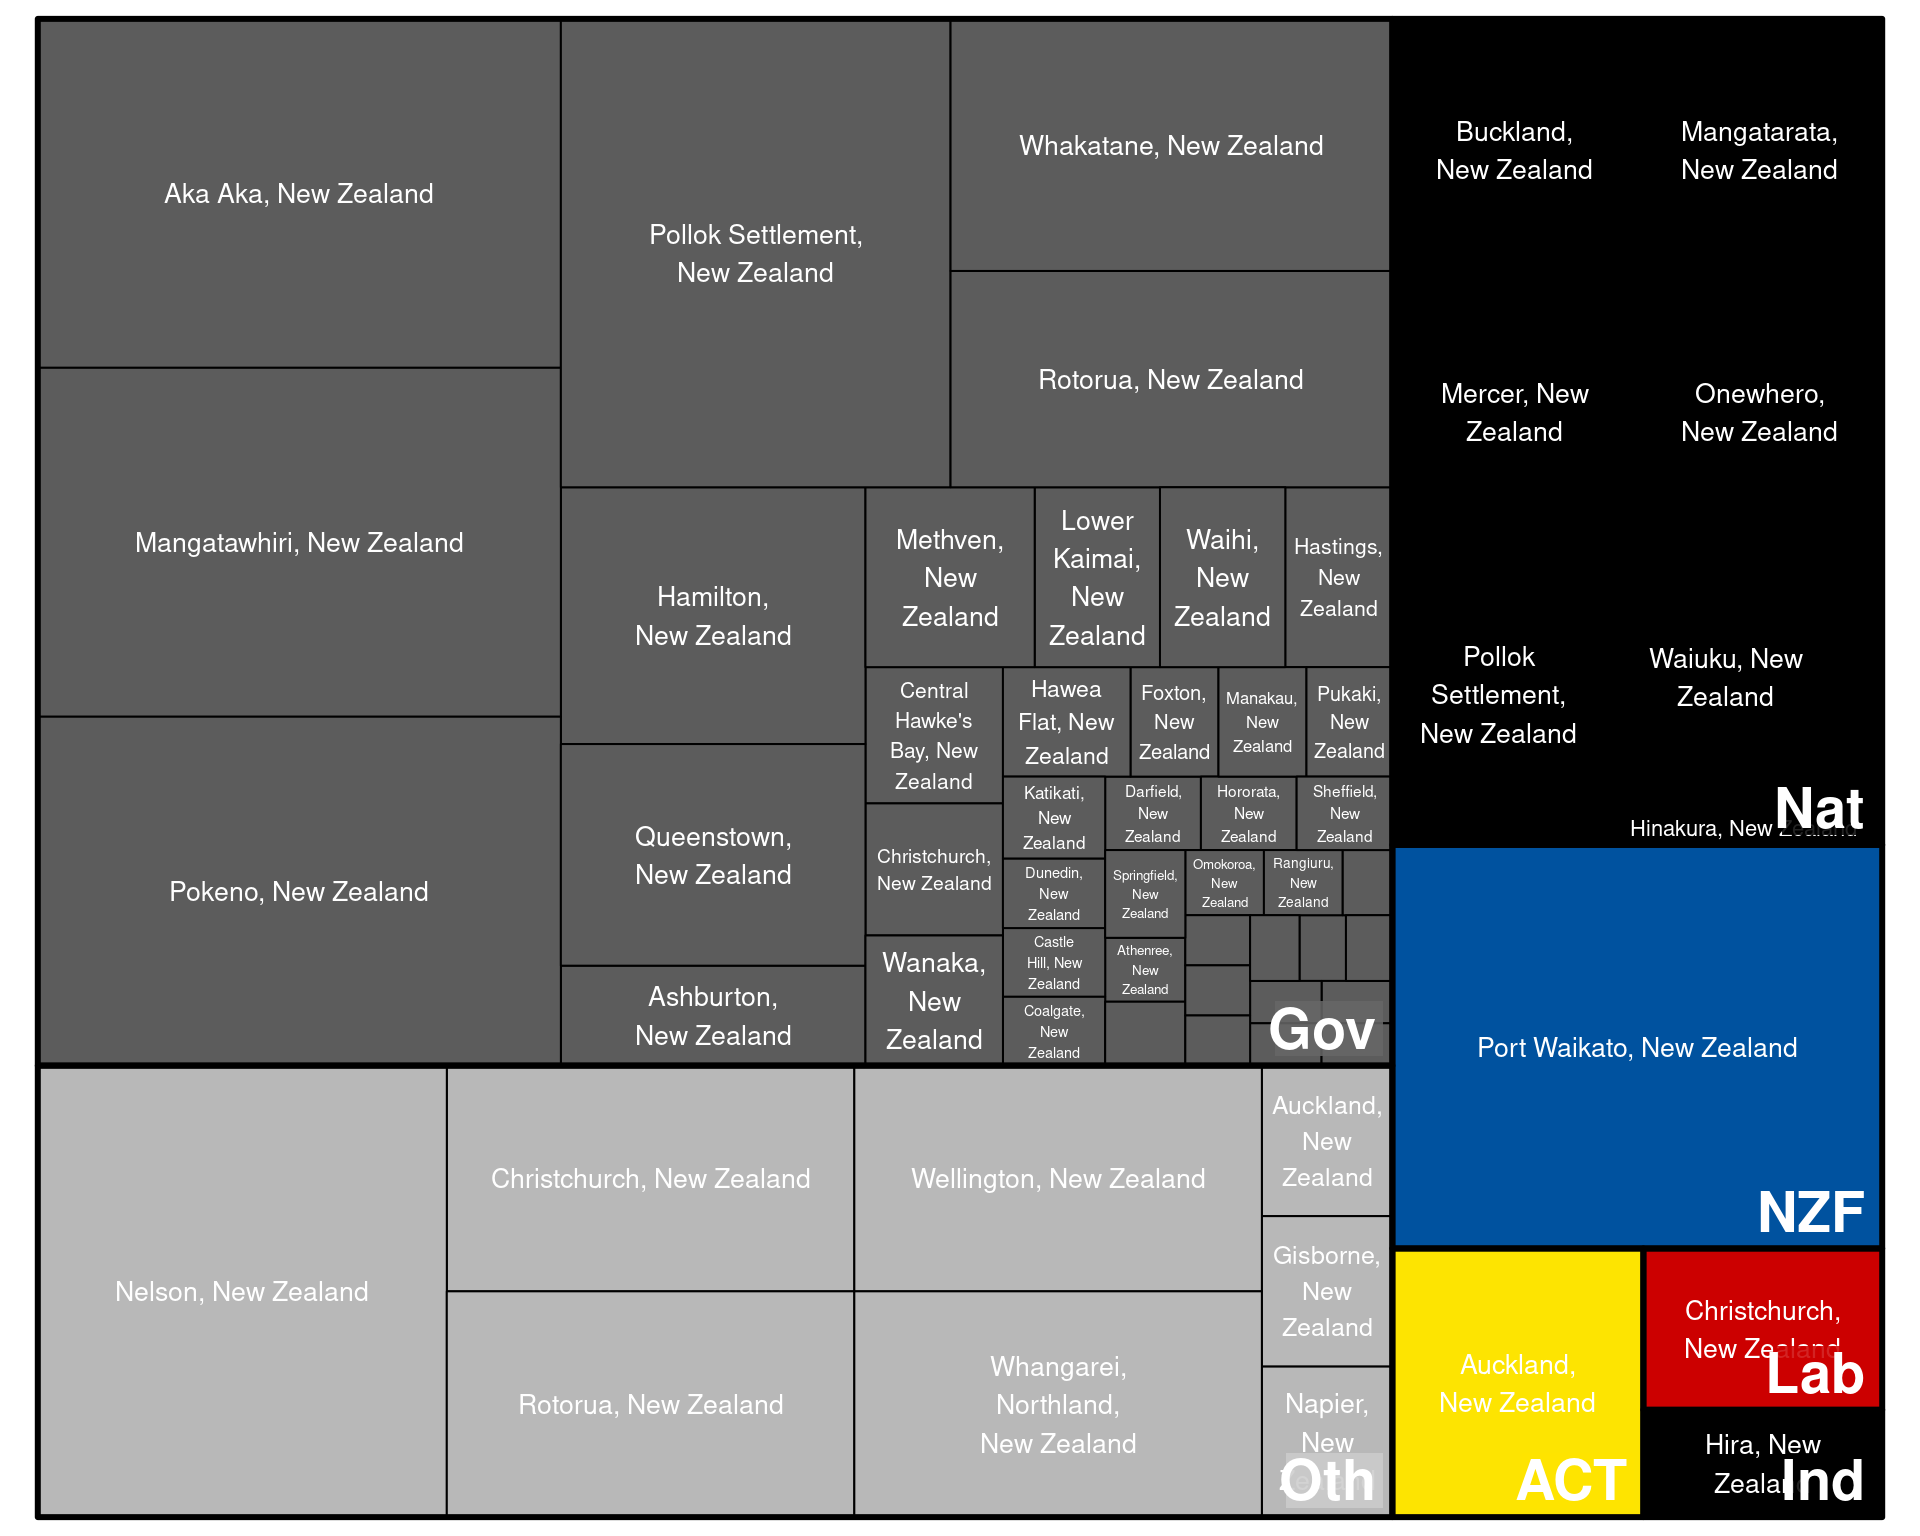 Aka Aka, New Zealand
Mangatawhiri, New Zealand
Pokeno, New Zealand
Pollok Settlement,
New Zealand
Whakatane, New Zealand
Rotorua, New Zealand
Hamilton,
New Zealand
Queenstown,
New Zealand
Ashburton,
New Zealand
Methven,
New
Zealand
Lower
Kaimai,
New
Zealand
Waihi,
New
Zealand
Hastings,
New
Zealand
Central
Hawke's
Bay, New
Zealand
Christchurch,
New Zealand
Wanaka,
New
Zealand
Hawea
Flat, New
Zealand
Foxton,
New
Zealand
Manakau,
New
Zealand
Pukaki,
New
Zealand
Katikati,
New
Zealand
Dunedin,
New
Zealand
Castle
Hill, New
Zealand
Coalgate,
New
Zealand
Darfield,
New
Zealand
Hororata,
New
Zealand
Sheffield,
New
Zealand
Springfield,
New
Zealand
Athenree,
New
Zealand
Omokoroa,
New
Zealand
Rangiuru,
New
Zealand
Gov
Nelson, New Zealand
Christchurch, New Zealand
Rotorua, New Zealand
Wellington, New Zealand
Whangarei,
Northland,
New Zealand
Auckland,
New
Zealand
Gisborne,
New
Zealand
Napier,
New
Oth
Buckland,
New Zealand
Mangatarata,
New Zealand
Mercer, New
Zealand
Onewhero,
New Zealand
Pollok
Settlement,
New Zealand
Waiuku, New
Zealand
Hinakura, New Zealand
Nat
Port Waikato, New Zealand
NZF
Auckland,
New Zealand
ACT
Christchurch,
New Zealand
Lab
Hira, New
Zealand
Ind